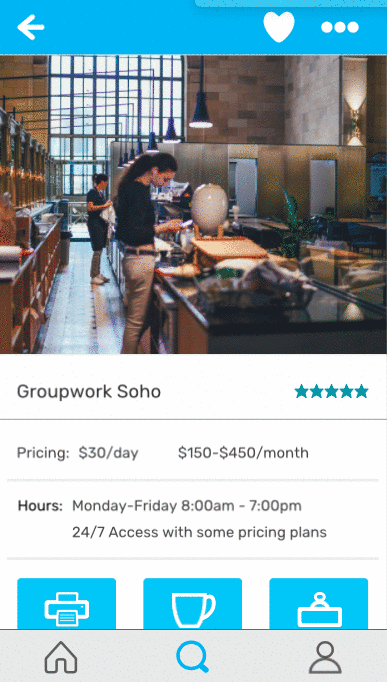 Groupwork Soho
Pricing: $30/day $150-$450/month
Hours: Monday-Friday 8:00am - 7:00pm
24/7 Access with some pricing plans